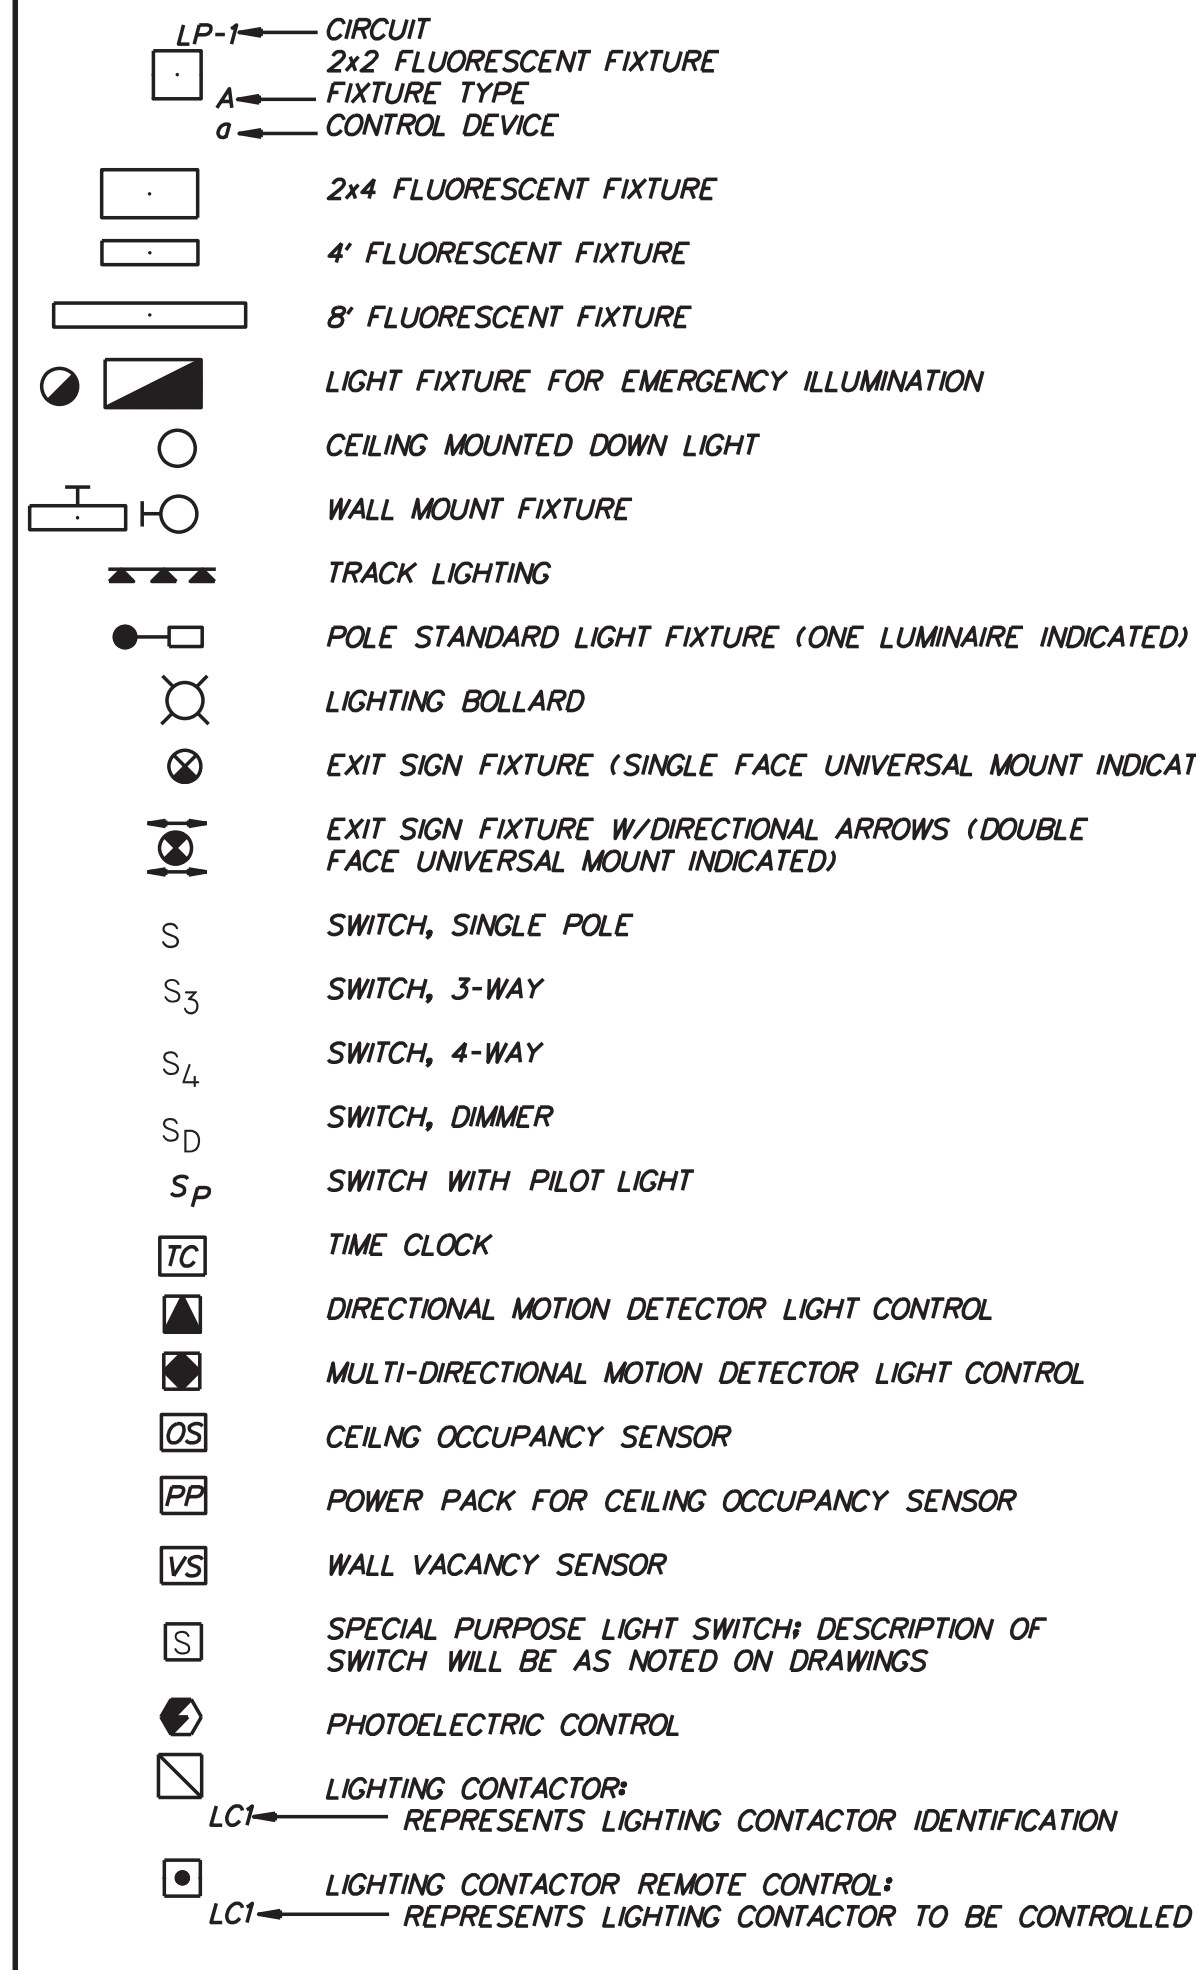 LP-1 CIRCUIT
2x2 FLUORESCENT FIXTURE
A FIXTURE TYPE
a CONTROL DEVICE
2x4 FLUORESCENT FIXTURE
4' FLUORESCENT FIXTURE
8' FLUORESCENT FIXTURE
LIGHT FIXTURE FOR EMERGENCY ILLUMINATION
CEILING MOUNTED DOWN LIGHT
WALL MOUNT FIXTURE
TRACK LIGHTING
POLE STANDARD LIGHT FIXTURE (ONE LUMINAIRE INDICATED)
LIGHTING BOLLARD
EXIT SIGN FIXTURE (SINGLE FACE UNIVERSAL MOUNT INDICAT
EXIT SIGN FIXTURE W/DIRECTIONAL ARROWS (DOUBLE
FACE UNIVERSAL MOUNT INDICATED)
S SWITCH, SINGLE POLE
S3 SWITCH, 3-WAY
S4 SWITCH, 4-WAY
SD SWITCH, DIMMER
SP SWITCH WITH PILOT LIGHT
TC TIME CLOCK
DIRECTIONAL MOTION DETECTOR LIGHT CONTROL
MULTI-DIRECTIONAL MOTION DETECTOR LIGHT CONTROL
OS CEILNG OCCUPANCY SENSOR
PP POWER PACK FOR CEILING OCCUPANCY SENSOR
VS WALL VACANCY SENSOR
S SPECIAL PURPOSE LIGHT SWITCH; DESCRIPTION OF
SWITCH WILL BE AS NOTED ON DRAWINGS
PHOTOELECTRIC CONTROL
LIGHTING CONTACTOR:
LC1 REPRESENTS LIGHTING CONTACTOR IDENTIFICATION
LIGHTING CONTACTOR REMOTE CONTROL:
LC1 REPRESENTS LIGHTING CONTACTOR TO BE CONTROLLED